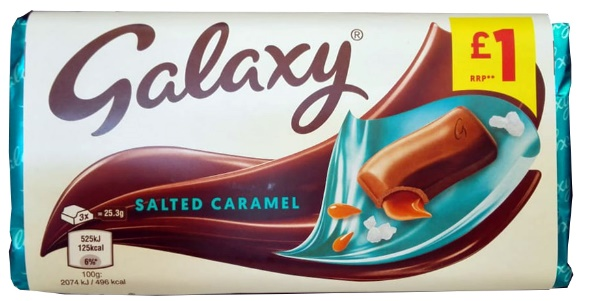 Galaxy®
£1
RRP**
SALTED CARAMEL
3x = 25.3g
525kJ
125kcal
6%*
100g:
2074 kJ / 496 kcal